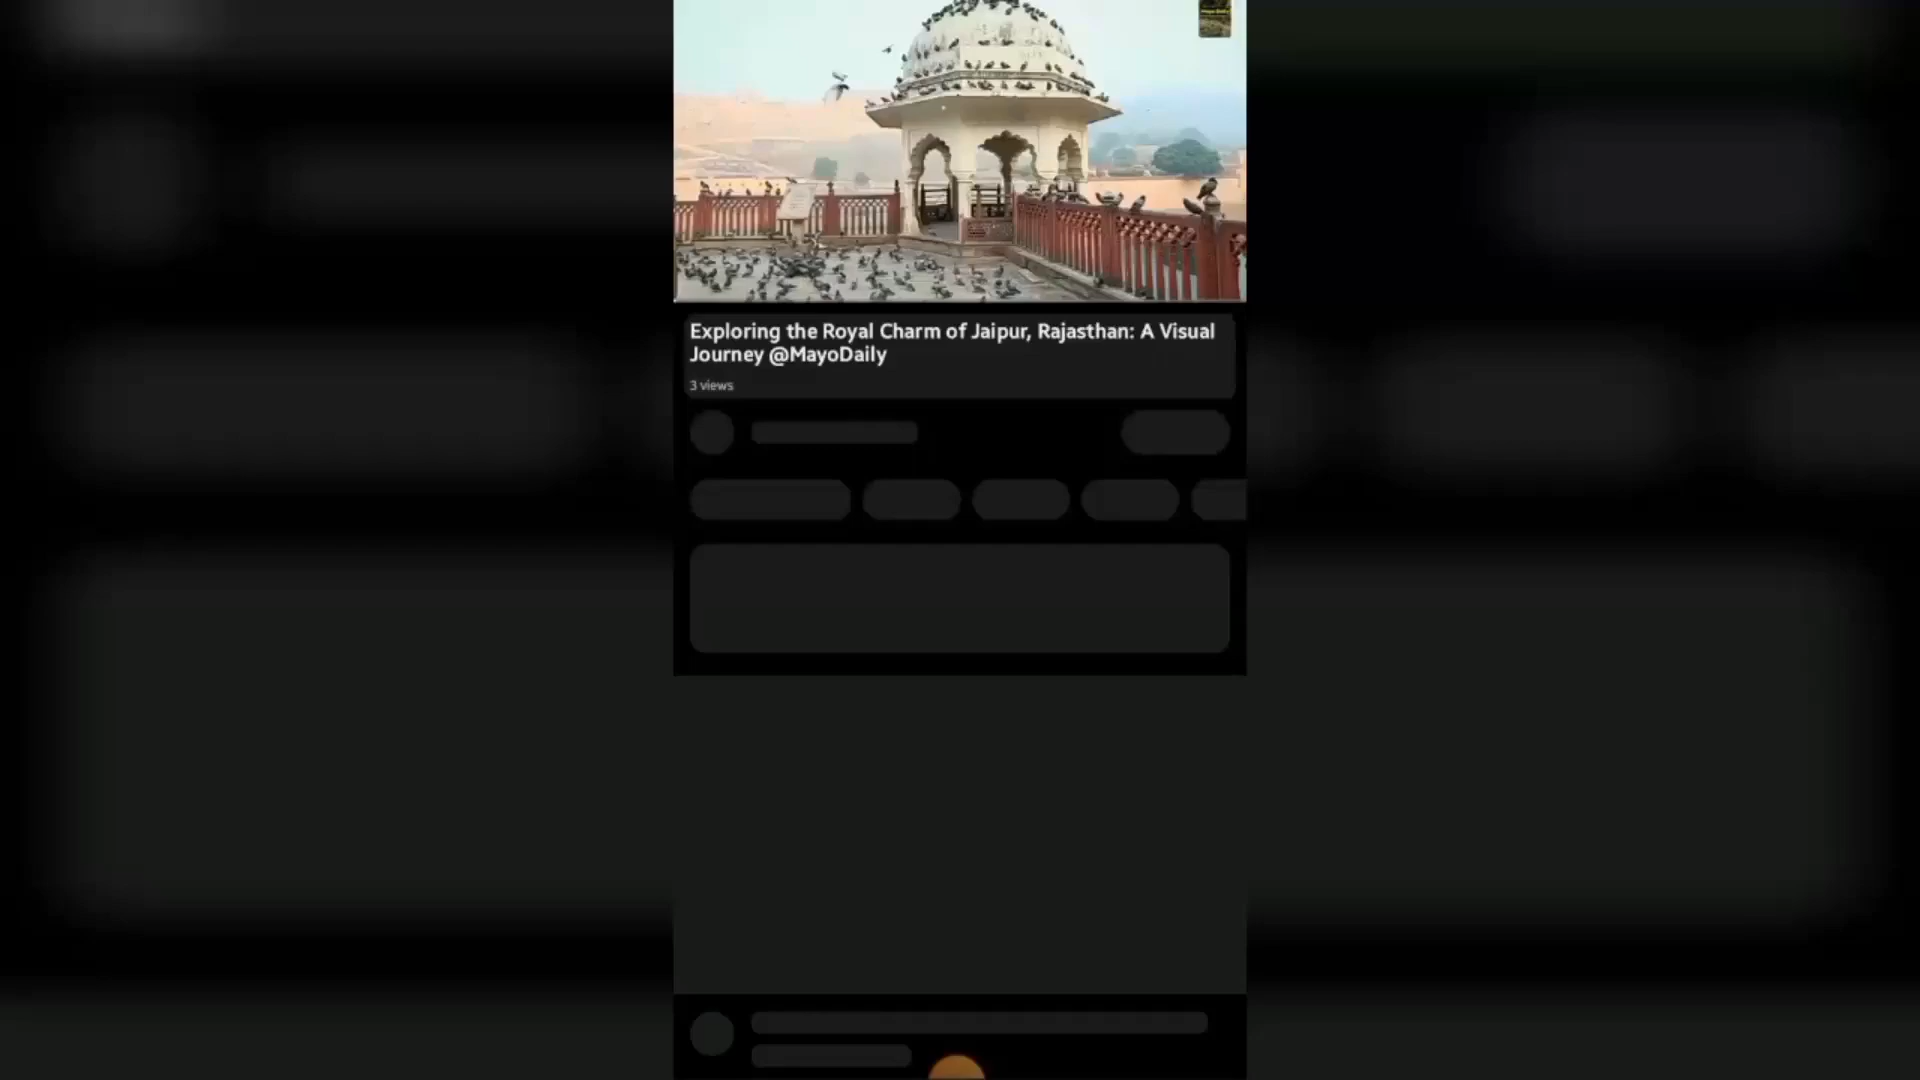 Exploring the Royal Charm of Jaipur, Rajasthan: A Visual
Journey @MayoDaily
3 views